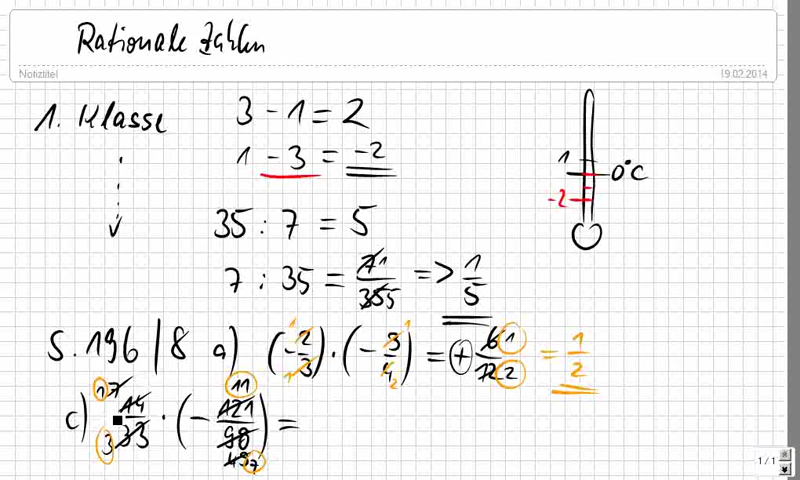 Rationale Zahlen
Notiztitel 19.02.2014
1. Klasse 3 - 1 = 2
1 - 3 = -2
1
0°C
-2
35 : 7 = 5
7 : 35 = 71/355 => 1/5
S. 196 / 8 a) (-2/3) · (-3/4) = + 6/12 = 1/2
c) 14/33 · (-121/98) =
1/1